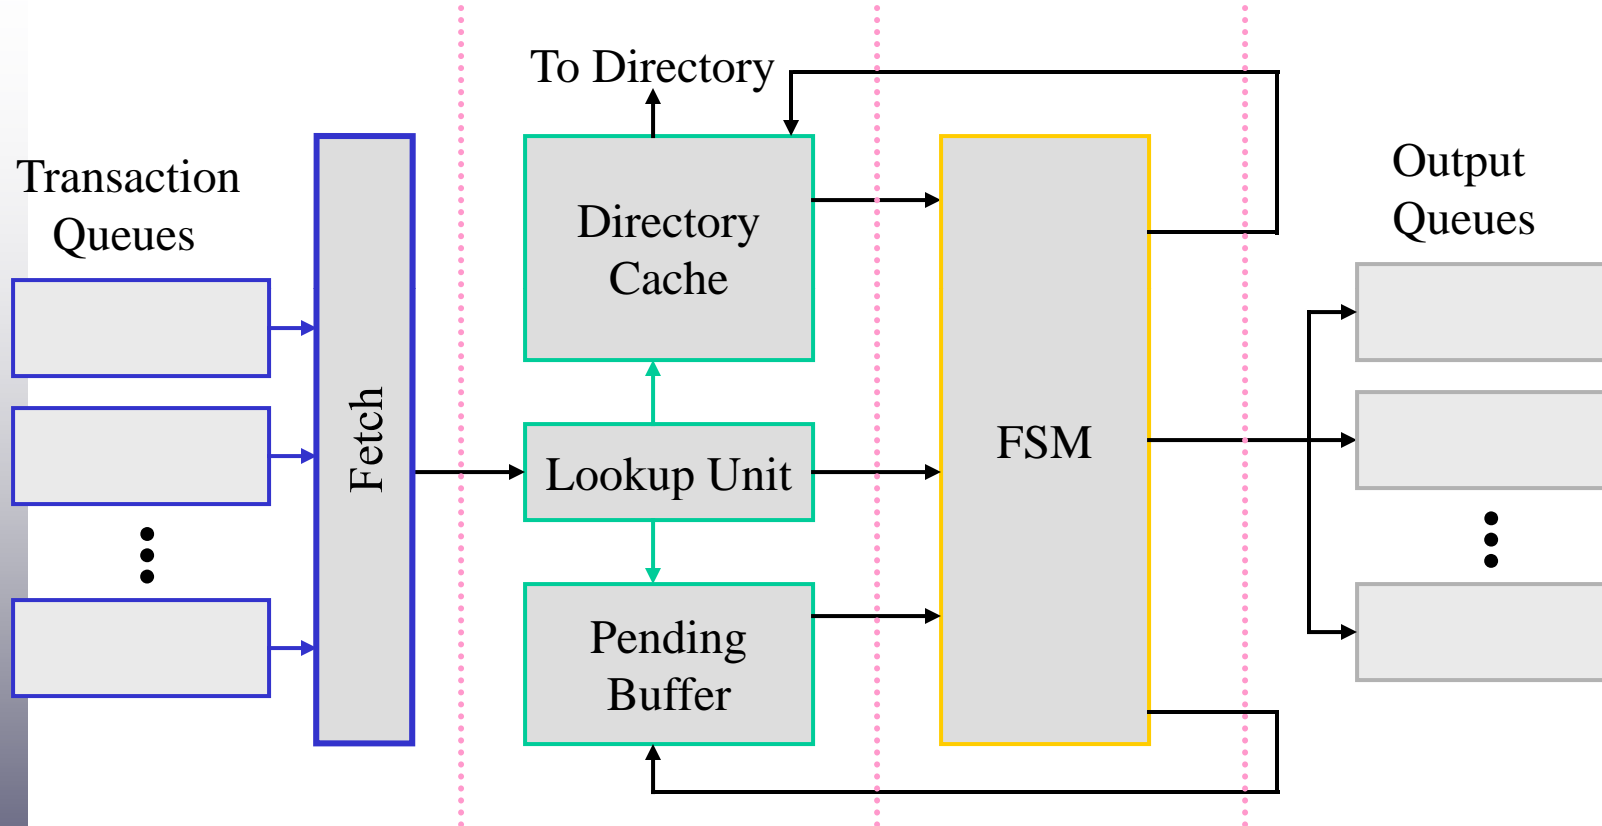 To Directory
Transaction
Queues
Fetch
Directory
Cache
Lookup Unit
Pending
Buffer
FSM
Output
Queues